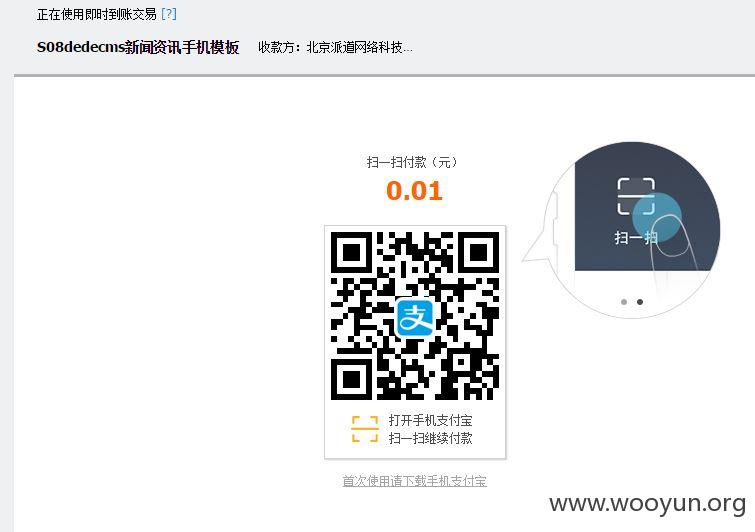 正在使用即时到账交易 [?]
S08dedecms新闻资讯手机模板 收款方：北京派道网络科技...
扫一扫付款（元）
0.01
扫一扫
支
打开手机支付宝
扫一扫继续付款
首次使用请下载手机支付宝
www.wooyun.org